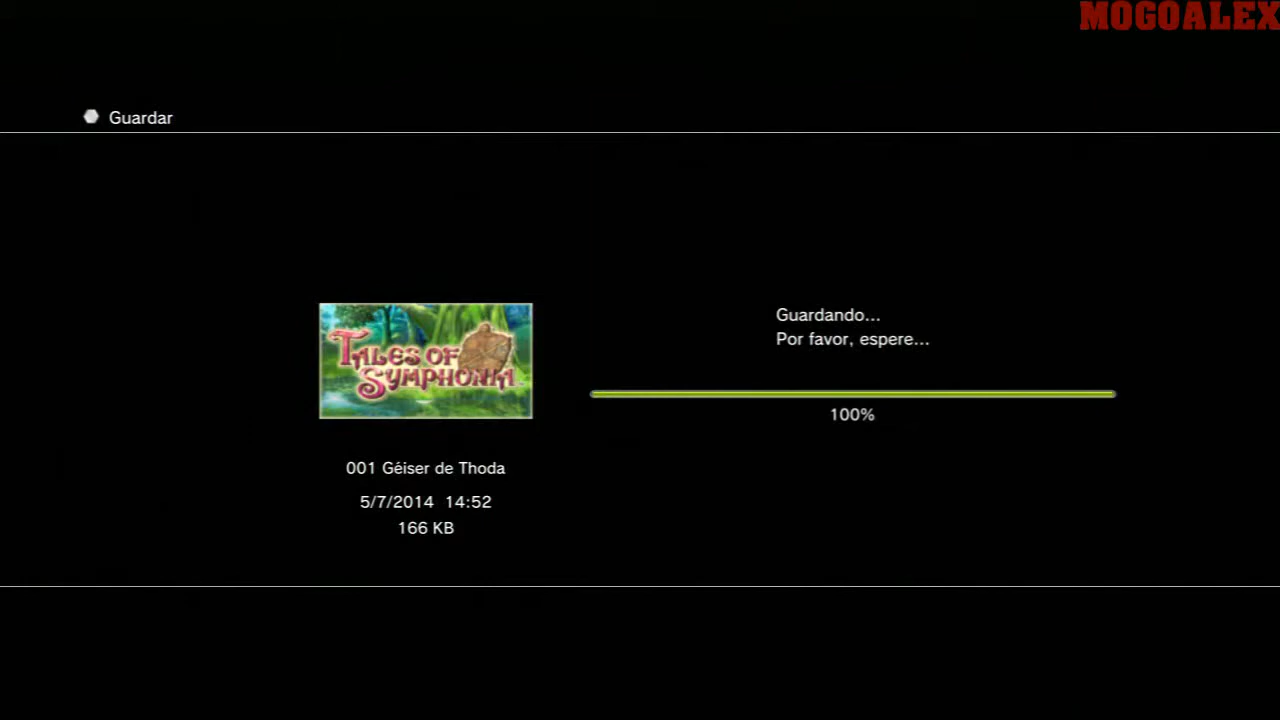 MOGOALEX
Guardar
TALES OF
SYMPHONIA
Guardando...
Por favor, espere...
100%
001 Géiser de Thoda
5/7/2014 14:52
166 KB